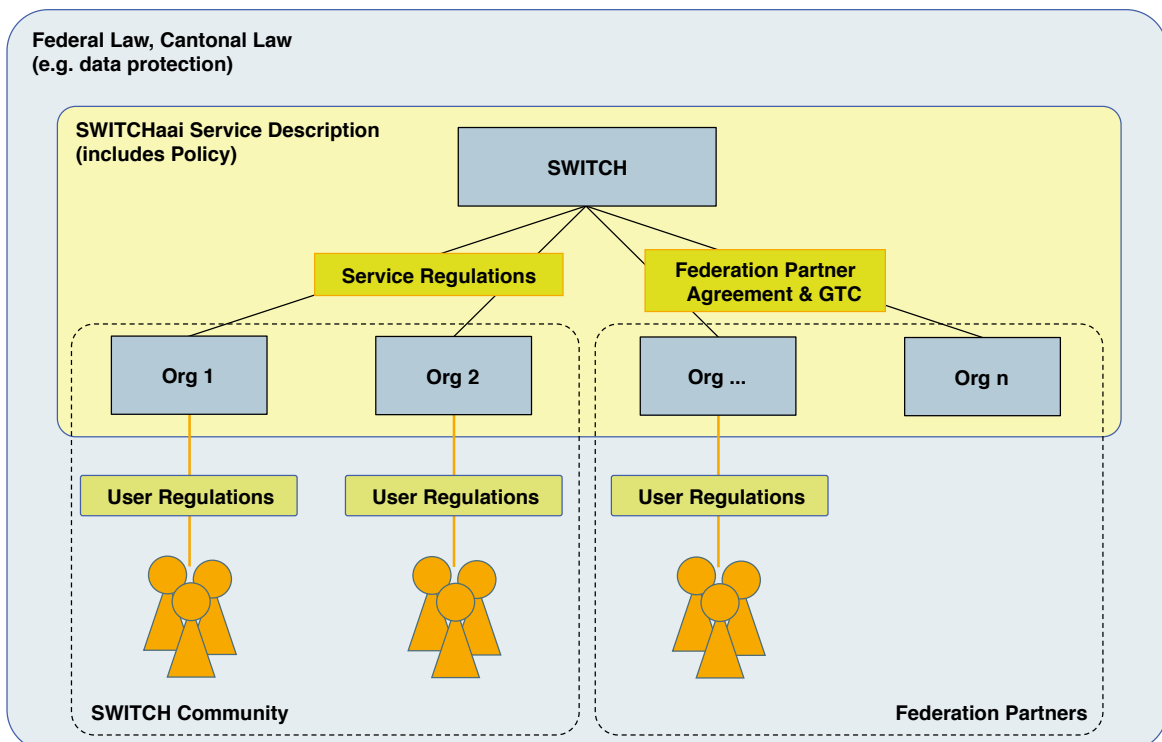 Federal Law, Cantonal Law
(e.g. data protection)
SWITCHaai Service Description
(includes Policy)
SWITCH
Service Regulations
Federation Partner
Agreement & GTC
Org 1
Org 2
Org ...
Org n
User Regulations
User Regulations
User Regulations
SWITCH Community
Federation Partners